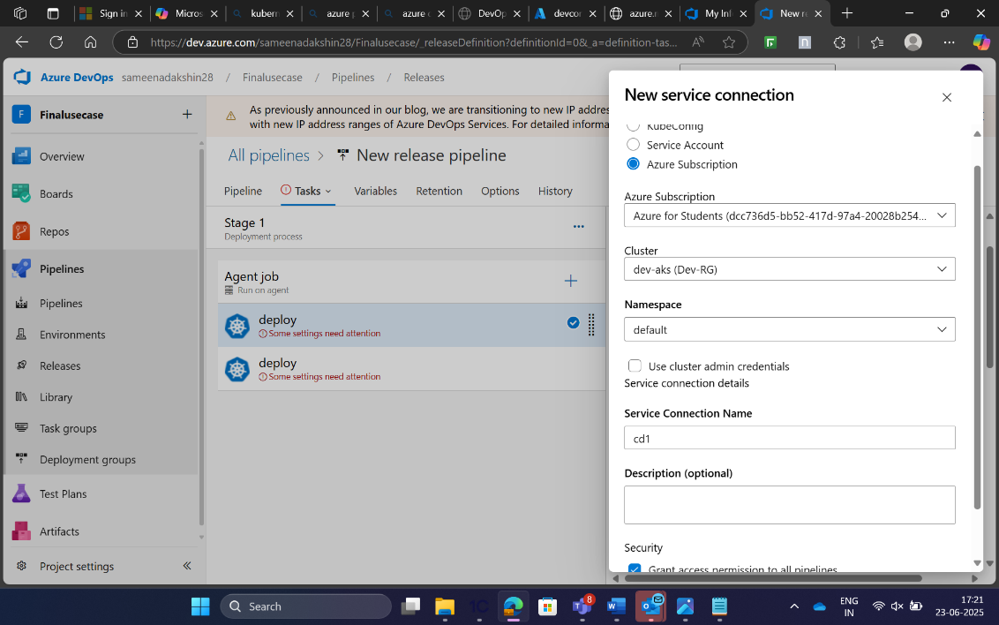 Sign in
Micros
kubern
azure p
azure c
DevOp
devcor
azure.r
My Inf
New re
https://dev.azure.com/sameenadakshin28/Finalusecase/_releaseDefinition?definitionId=0&_a=definition-tas...
Azure DevOps sameenadakshin28 / Finalusecase / Pipelines / Releases
F Finalusecase
Overview
Boards
Repos
Pipelines
Pipelines
Environments
Releases
Library
Task groups
Deployment groups
Test Plans
Artifacts
Project settings
As previously announced in our blog, we are transitioning to new IP addre
with new IP address ranges of Azure DevOps Services. For detailed informa
All pipelines > New release pipeline
Pipeline Tasks Variables Retention Options History
Stage 1
Deployment process
Agent job
Run on agent
deploy
Some settings need attention
deploy
Some settings need attention
New service connection
KubeConfig
Service Account
Azure Subscription
Azure Subscription
Azure for Students (dcc736d5-bb52-417d-97a4-20028b254...
Cluster
dev-aks (Dev-RG)
Namespace
default
Use cluster admin credentials
Service connection details
Service Connection Name
cd1
Description (optional)
Security
Grant access permission to all pipelines
Search
8
ENG
IN
17:21
23-06-2025